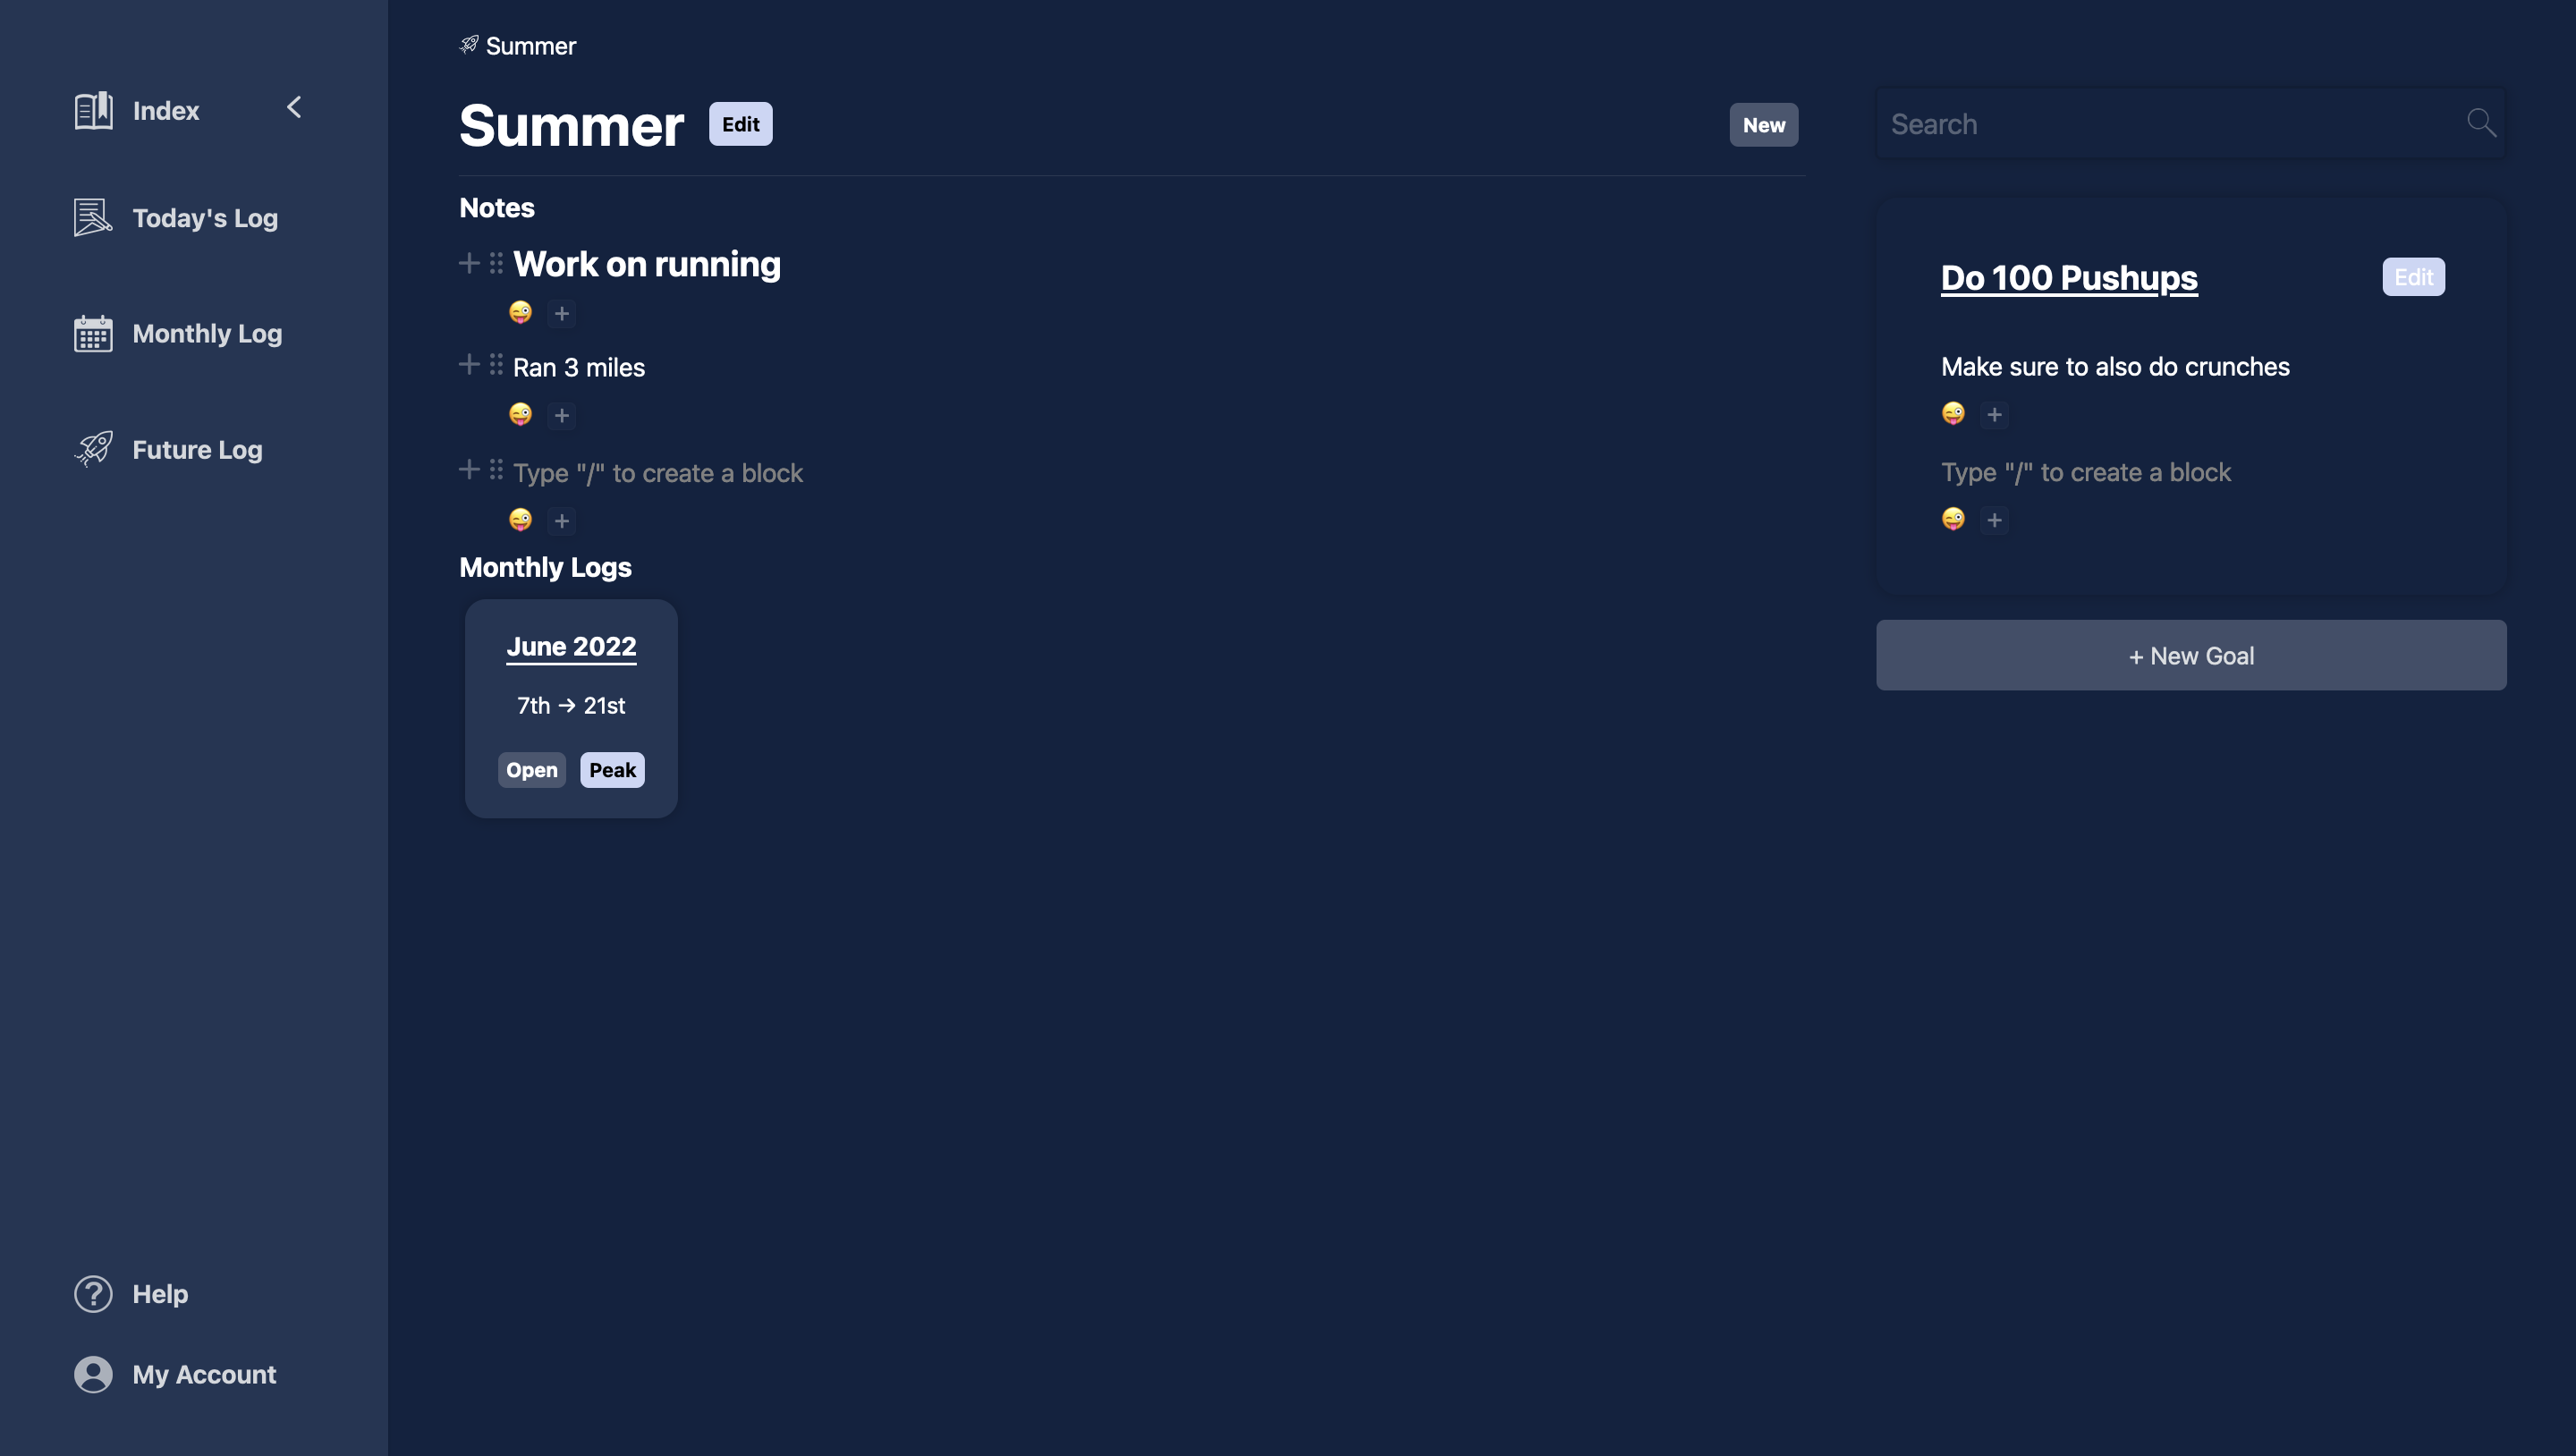 Index
Today's Log
Monthly Log
Future Log
Help
My Account
Summer
Summer
Edit
New
Notes
Work on running
Ran 3 miles
Type "/" to create a block
Monthly Logs
June 2022
7th → 21st
Open
Peak
Search
Do 100 Pushups
Edit
Make sure to also do crunches
Type "/" to create a block
+ New Goal